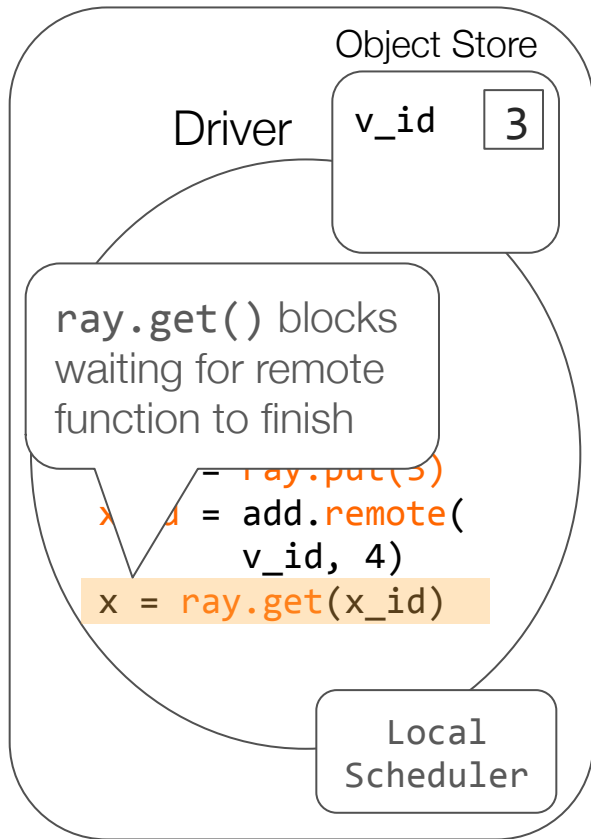 Object Store
Driver
v_id 3
ray.get() blocks
waiting for remote
function to finish
= ray.put(3)
= add.remote(
v_id, 4)
x = ray.get(x_id)
Local
Scheduler